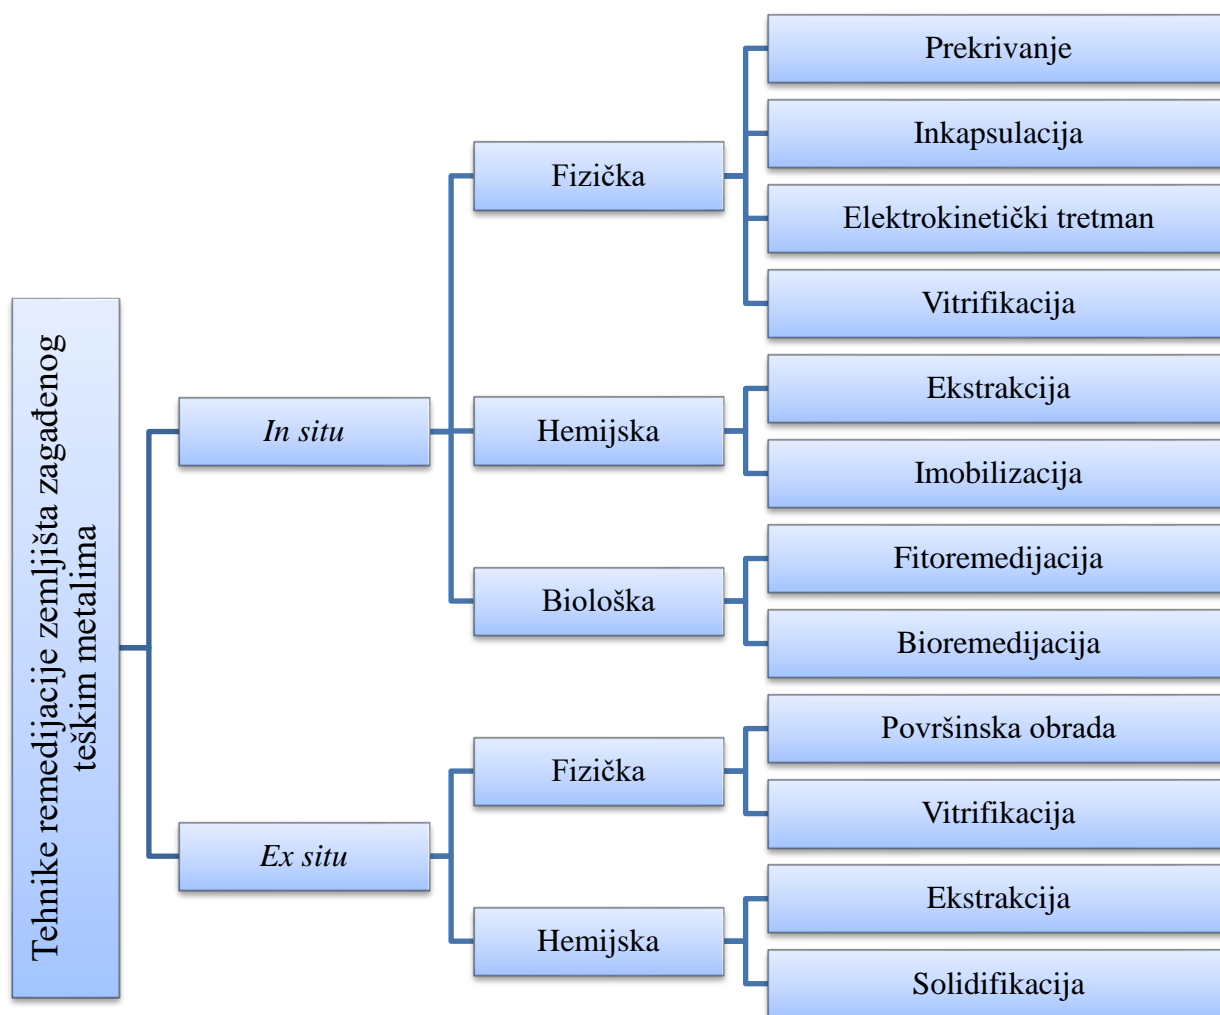 Tehnike remedijacije zemljišta zagađenog
teškim metalima
In situ
Fizička
Prekrivanje
Inkapsulacija
Elektrokinetički tretman
Vitrifikacija
Hemijska
Ekstrakcija
Imobilizacija
Biološka
Fitoremedijacija
Bioremedijacija
Ex situ
Fizička
Površinska obrada
Vitrifikacija
Hemijska
Ekstrakcija
Solidifikacija